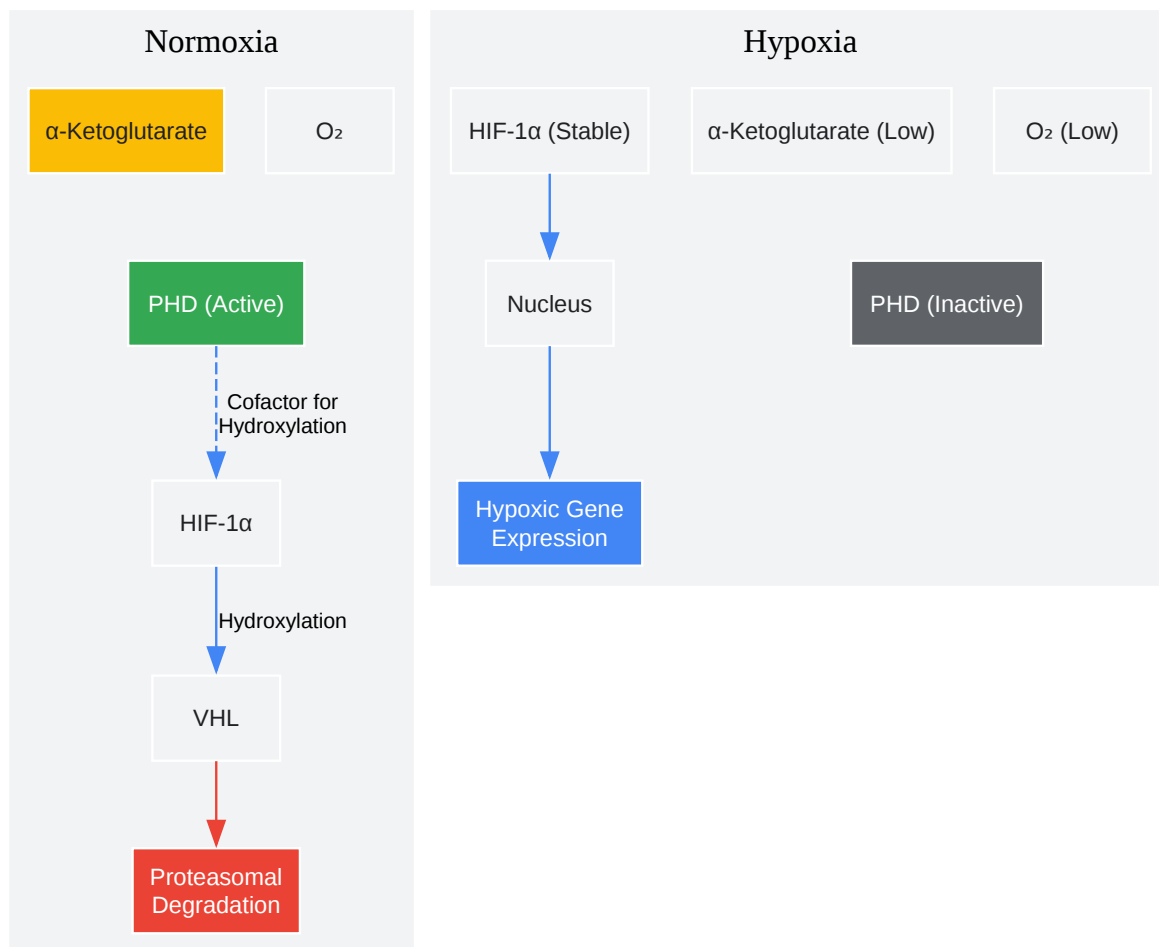 Normoxia
α-Ketoglutarate
O₂
PHD (Active)
Cofactor for
Hydroxylation
HIF-1α
Hydroxylation
VHL
Proteasomal
Degradation
Hypoxia
HIF-1α (Stable)
α-Ketoglutarate (Low)
O₂ (Low)
Nucleus
PHD (Inactive)
Hypoxic Gene
Expression